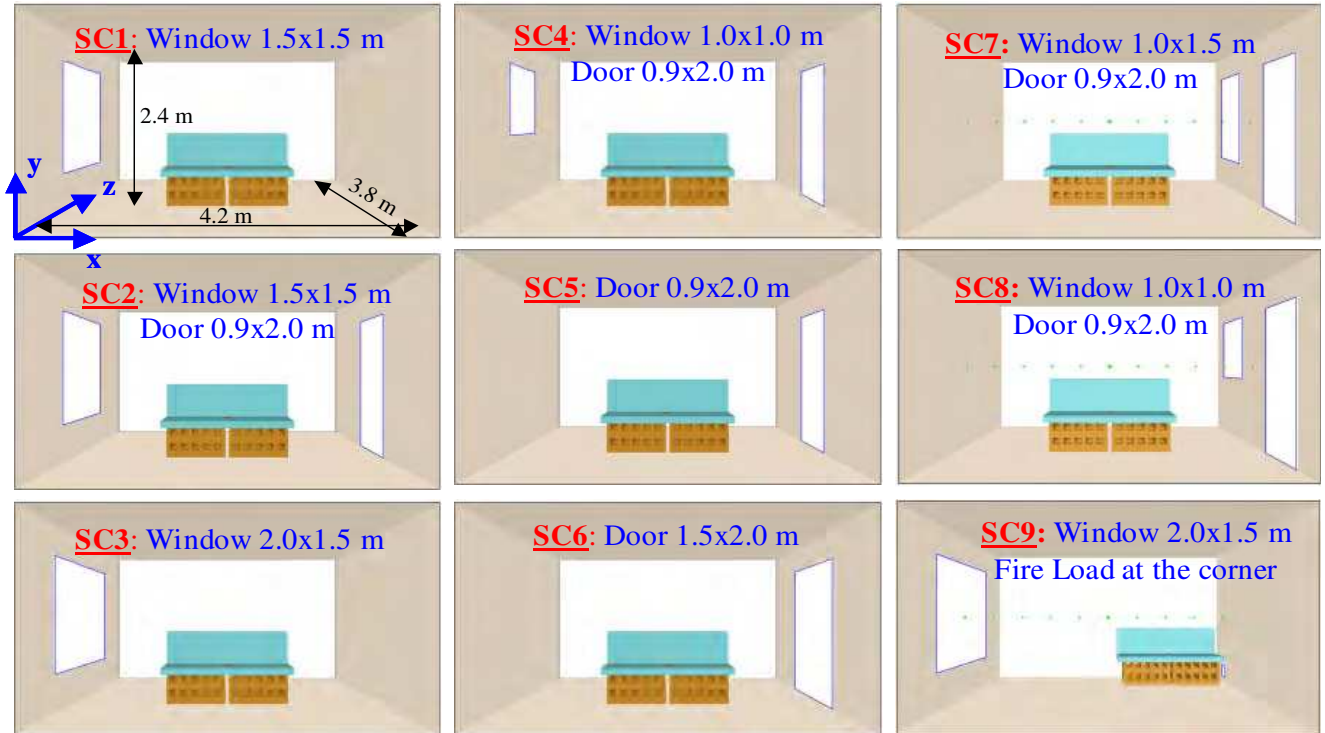 SC1: Window 1.5x1.5 m
2.4 m
3.8 m
4.2 m
y
z
x
SC4: Window 1.0x1.0 m
Door 0.9x2.0 m
SC7: Window 1.0x1.5 m
Door 0.9x2.0 m
SC2: Window 1.5x1.5 m
Door 0.9x2.0 m
SC5: Door 0.9x2.0 m
SC8: Window 1.0x1.0 m
Door 0.9x2.0 m
SC3: Window 2.0x1.5 m
SC6: Door 1.5x2.0 m
SC9: Window 2.0x1.5 m
Fire Load at the corner